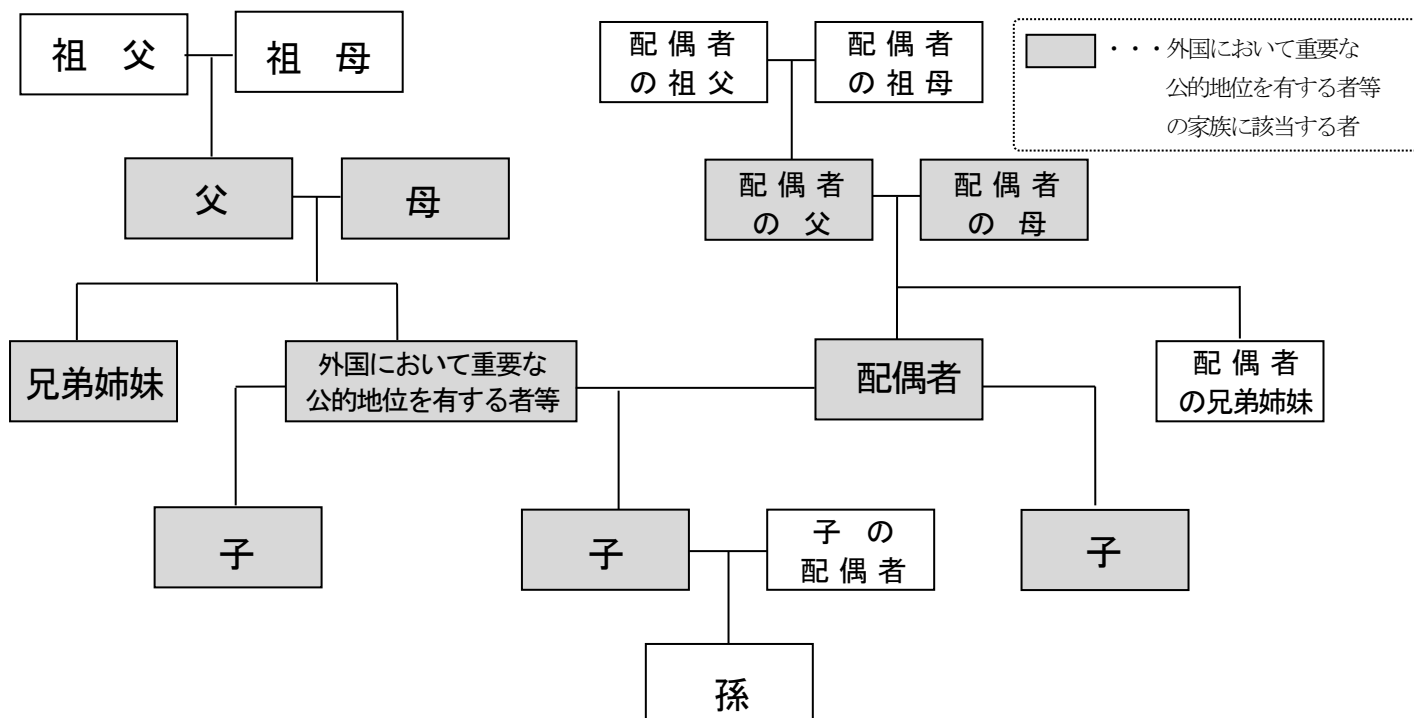 祖 父
祖 母
配 偶 者
の 祖 父
配 偶 者
の 祖 母
・・・外国において重要な
公的地位を有する者等
の家族に該当する者
父
母
配 偶 者
の 父
配 偶 者
の 母
兄弟姉妹
外国において重要な
公的地位を有する者等
配偶者
配 偶 者
の兄弟姉妹
子
子
子 の
配 偶 者
子
孫